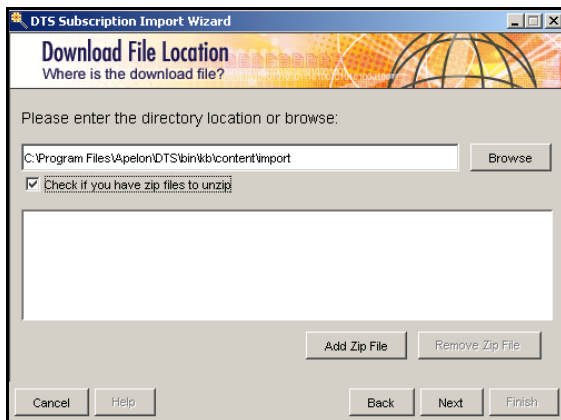 DTS Subscription Import Wizard
Download File Location
Where is the download file?
Please enter the directory location or browse:
C:\Program Files\Apelon\DTS\bin\kb\content\import
Browse
Check if you have zip files to unzip
Add Zip File
Remove Zip File
Cancel
Help
Back
Next
Finish